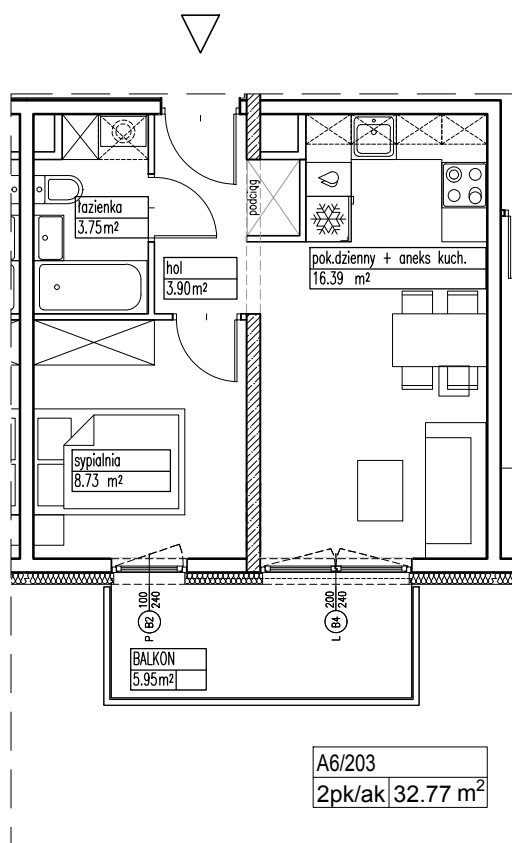 łazienka
3.75m²
podciąg
hol
3.90m²
pok.dzienny + aneks kuch.
16.39 m²
sypialnia
8.73 m²
100
240
P B2
200
240
L B4
BALKON
5.95m²
A6/203
2pk/ak 32.77 m²